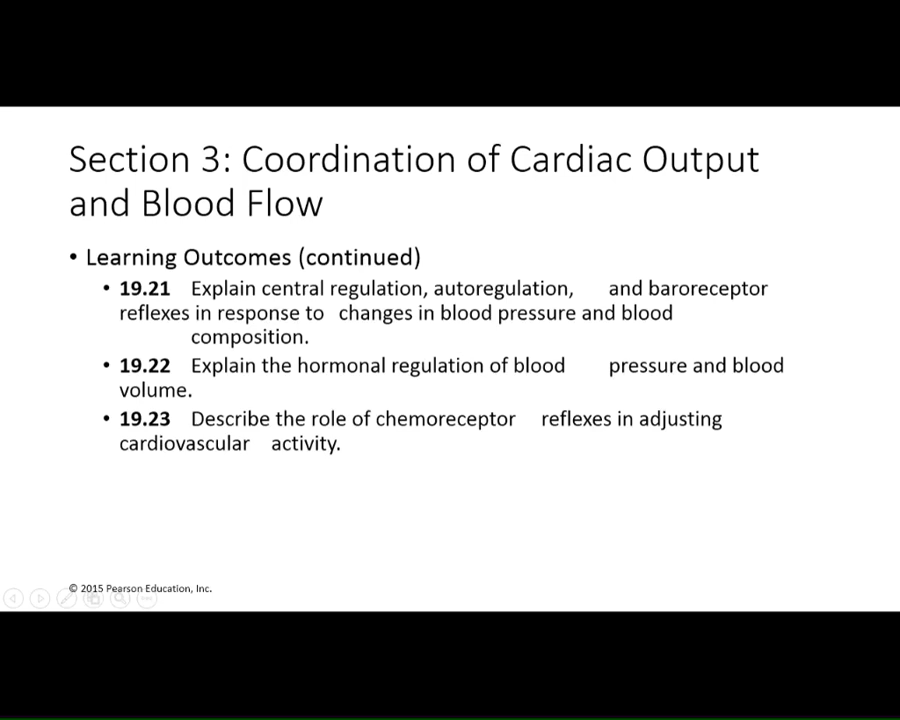 Section 3: Coordination of Cardiac Output
and Blood Flow
• Learning Outcomes (continued)
• 19.21 Explain central regulation, autoregulation, and baroreceptor
reflexes in response to changes in blood pressure and blood
composition.
• 19.22 Explain the hormonal regulation of blood pressure and blood
volume.
• 19.23 Describe the role of chemoreceptor reflexes in adjusting
cardiovascular activity.
© 2015 Pearson Education, Inc.